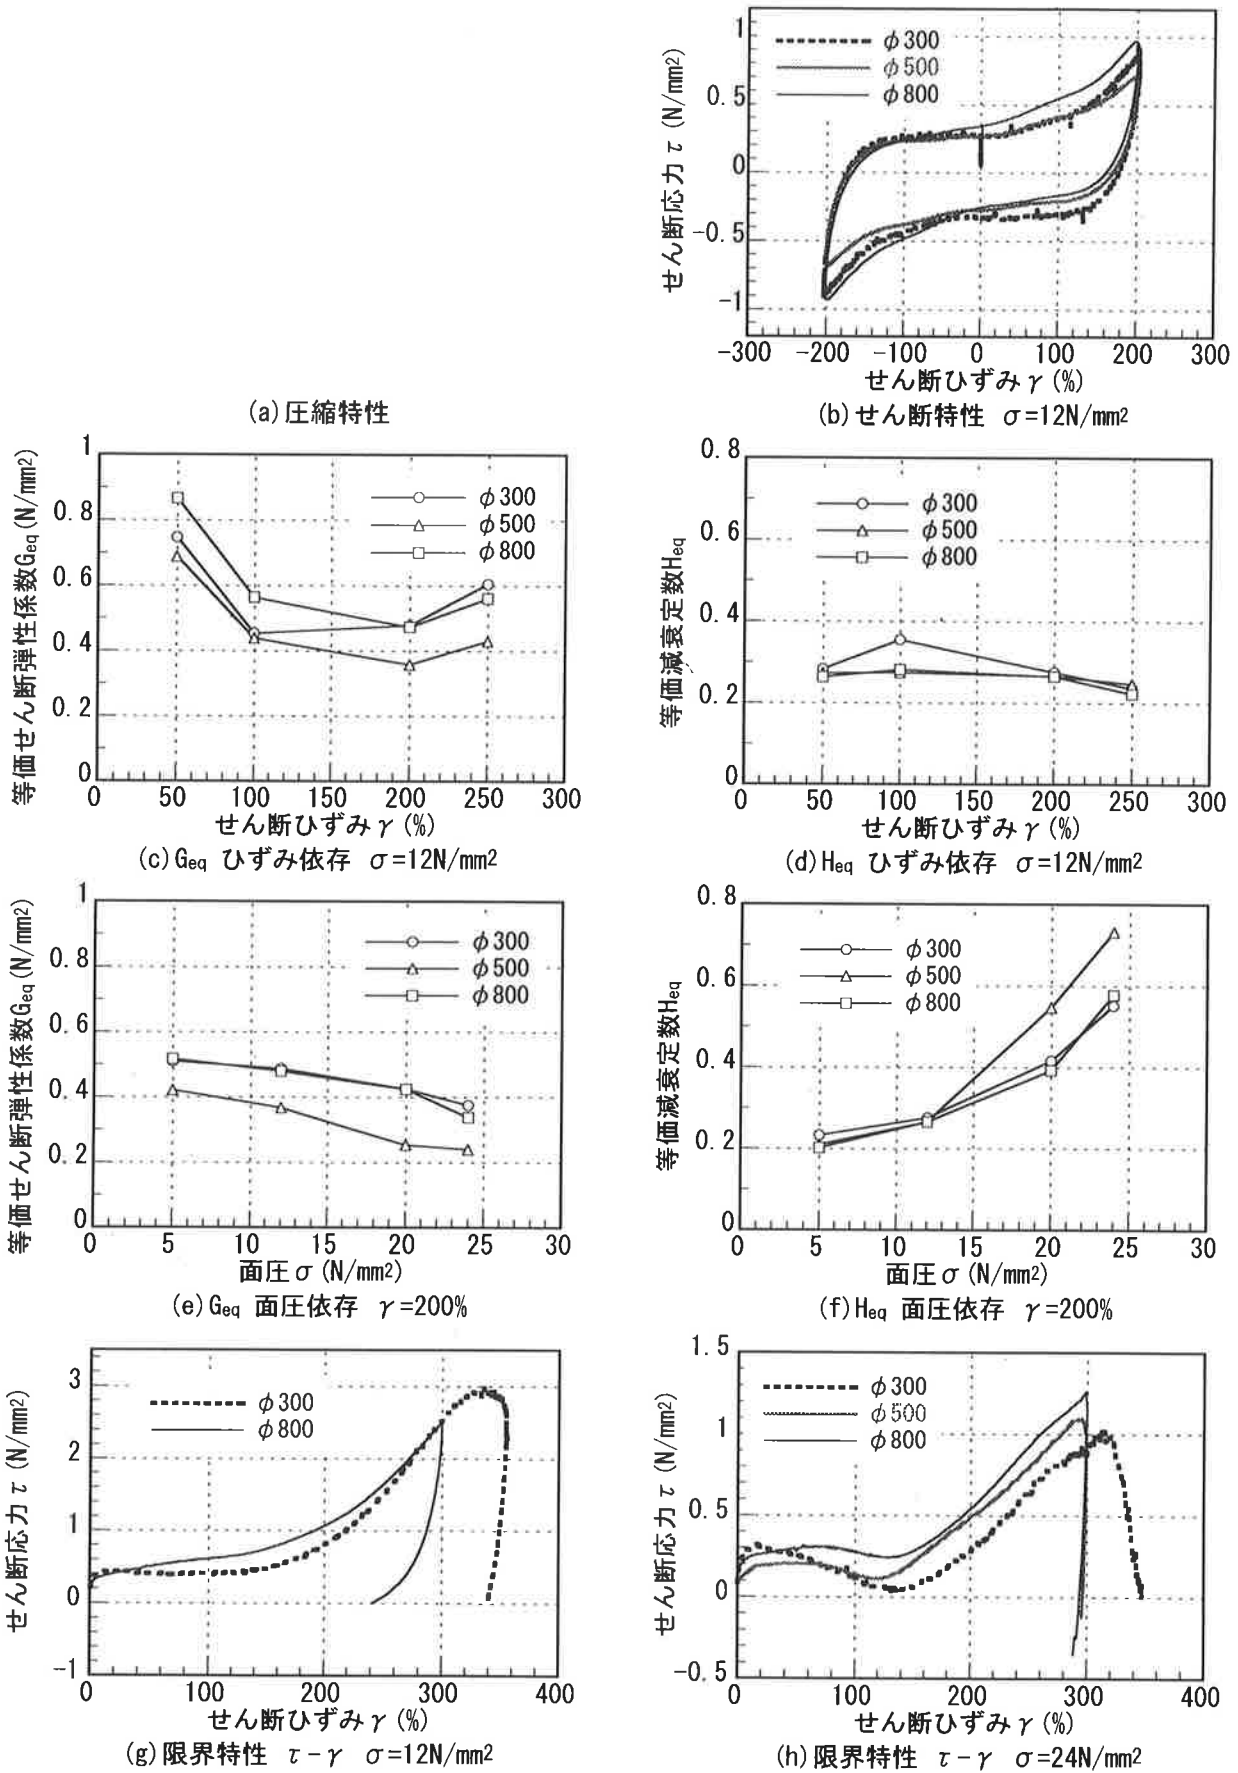 1
0.5
0
-0.5
-1
せん断応力τ (N/mm²)
φ300
φ500
φ800
-300 -200 -100 0 100 200 300
せん断ひずみγ(%)
(a)圧縮特性
(b)せん断特性 σ=12N/mm²
1
0.8
0.6
0.4
0.2
0
等価せん断弾性係数Geq(N/mm²)
φ300
φ500
φ800
0 50 100 150 200 250 300
せん断ひずみγ(%)
(c)Geq ひずみ依存 σ=12N/mm²
0.8
0.6
0.4
0.2
0
等価減衰定数Heq
φ300
φ500
φ800
0 50 100 150 200 250 300
せん断ひずみγ(%)
(d)Heq ひずみ依存 σ=12N/mm²
1
0.8
0.6
0.4
0.2
0
等価せん断弾性係数Geq(N/mm²)
φ300
φ500
φ800
0 5 10 15 20 25 30
面圧σ(N/mm²)
(e)Geq 面圧依存 γ=200%
0.8
0.6
0.4
0.2
0
等価減衰定数Heq
φ300
φ500
φ800
0 5 10 15 20 25 30
面圧σ(N/mm²)
(f)Heq 面圧依存 γ=200%
3
2
1
0
-1
せん断応力τ (N/mm²)
φ300
φ800
0 100 200 300 400
せん断ひずみγ(%)
(g)限界特性 τ-γ σ=12N/mm²
1.5
1
0.5
0
-0.5
せん断応力τ (N/mm²)
φ300
φ500
φ800
0 100 200 300 400
せん断ひずみγ(%)
(h)限界特性 τ-γ σ=24N/mm²